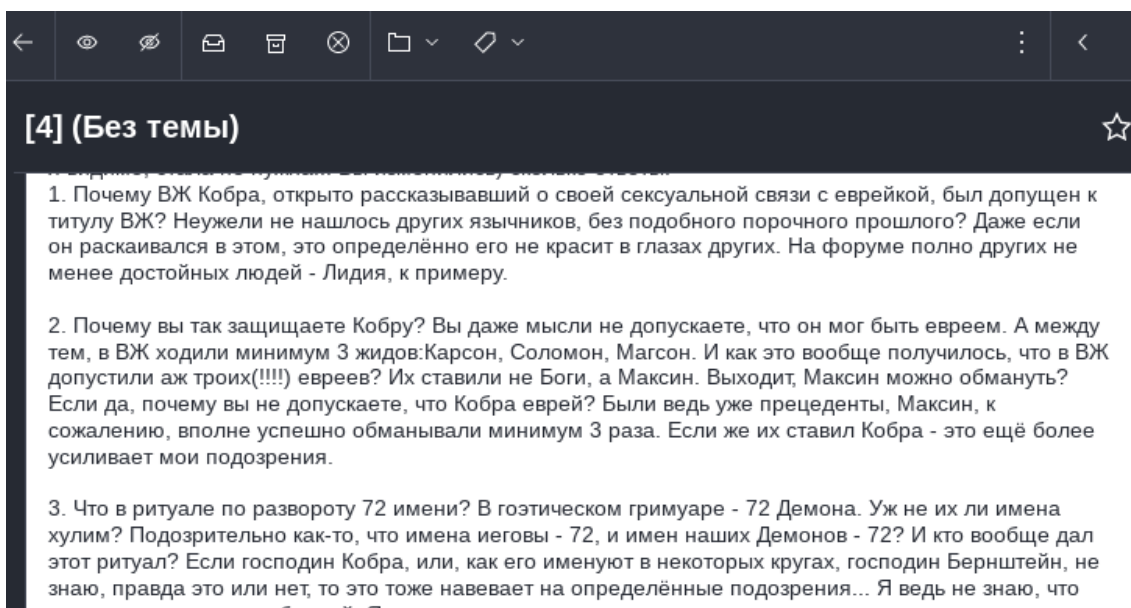 [4] (Без темы)
1. Почему ВЖ Кобра, открыто рассказывавший о своей сексуальной связи с еврейкой, был допущен к
титулу ВЖ? Неужели не нашлось других язычников, без подобного порочного прошлого? Даже если
он раскаивался в этом, это определённо его не красит в глазах других. На форуме полно других не
менее достойных людей - Лидия, к примеру.
2. Почему вы так защищаете Кобру? Вы даже мысли не допускаете, что он мог быть евреем. А между
тем, в ВЖ ходили минимум 3 жидов:Карсон, Соломон, Магсон. И как это вообще получилось, что в ВЖ
допустили аж троих(!!!!) евреев? Их ставили не Боги, а Максин. Выходит, Максин можно обмануть?
Если да, почему вы не допускаете, что Кобра еврей? Были ведь уже прецеденты, Максин, к
сожалению, вполне успешно обманывали минимум 3 раза. Если же их ставил Кобра - это ещё более
усиливает мои подозрения.
3. Что в ритуале по развороту 72 имени? В гоэтическом гримуаре - 72 Демона. Уж не их ли имена
хулим? Подозрительно как-то, что имена иеговы - 72, и имен наших Демонов - 72? И кто вообще дал
этот ритуал? Если господин Кобра, или, как его именуют в некоторых кругах, господин Бернштейн, не
знаю, правда это или нет, то это тоже навевает на определённые подозрения... Я ведь не знаю, что